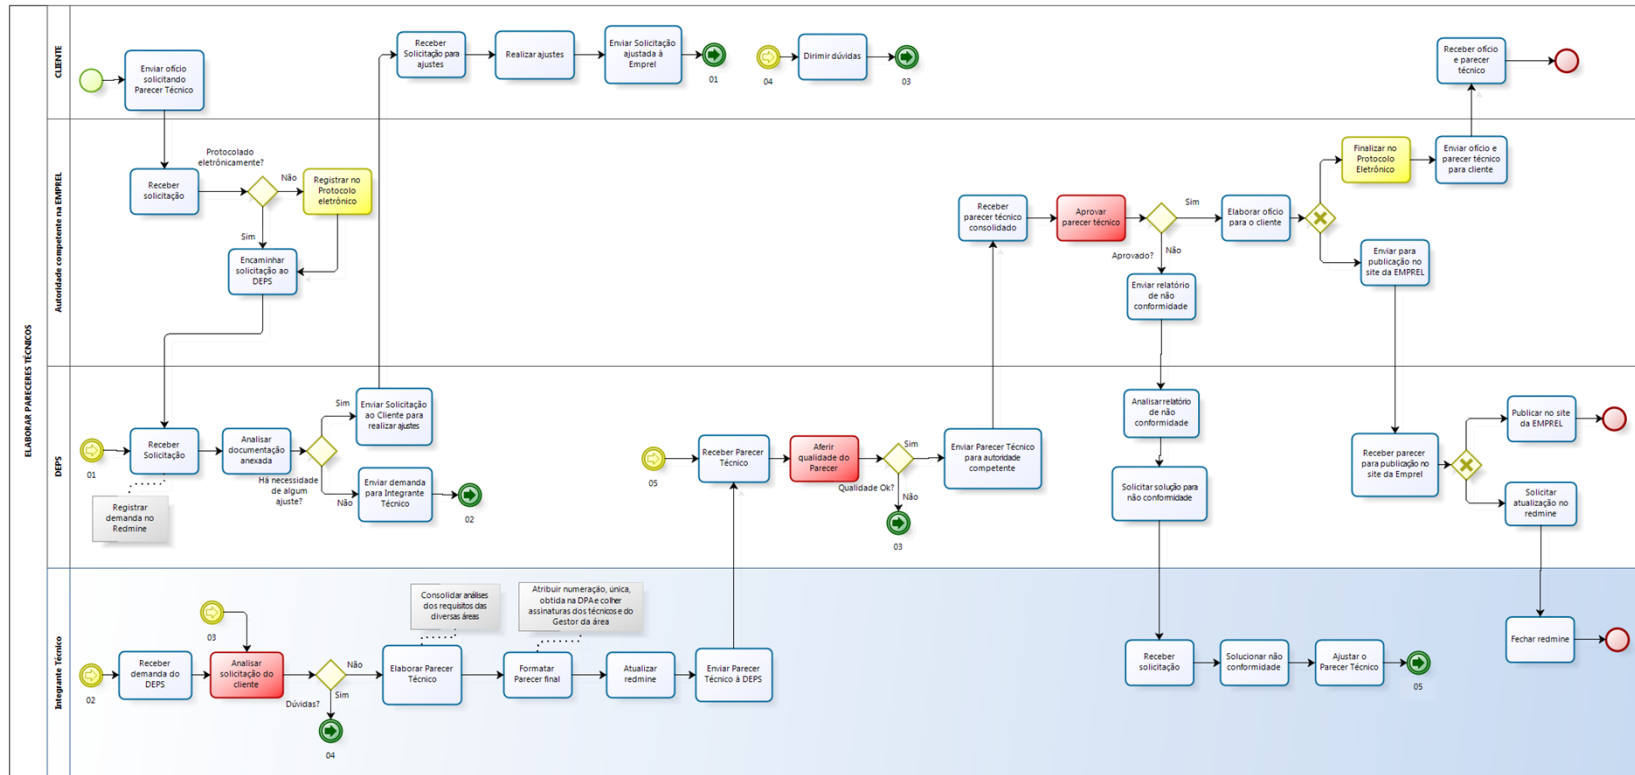 ELABORAR PARECERES TÉCNICOS
CLIENTE
Enviar ofício
solicitando
Parecer Técnico
Receber
Solicitação para
ajustes
Realizar ajustes
Enviar Solicitação
ajustada à
Emprel
01
04
Dirimir dúvidas
03
Receber ofício
e parecer
técnico
Autoridade competente na EMPREL
Protocolado
eletrônicamente?
Receber
solicitação
Não
Registrar no
Protocolo
eletrônico
Sim
Encaminhar
solicitação ao
DEPS
Receber
parecer técnico
consolidado
Aprovar
parecer técnico
Aprovado?
Sim
Não
Enviar relatório
de não
conformidade
Elaborar ofício
para o cliente
Finalizar no
Protocolo
Eletrônico
Enviar ofício e
parecer técnico
para cliente
Enviar para
publicação no
site da EMPREL
DEPS
01
Receber
Solicitação
Registrar
demanda no
Redmine
Analisar
documentação
anexada
Há necessidade
de algum
ajuste?
Sim
Enviar Solicitação
ao Cliente para
realizar ajustes
Não
Enviar demanda
para Integrante
Técnico
02
05
Receber Parecer
Técnico
Aferir
qualidade do
Parecer
Qualidade Ok?
Sim
Não
03
Enviar Parecer Técnico
para autoridade
competente
Analisar relatório
de não
conformidade
Solicitar solução para
não conformidade
Receber parecer
para publicação no
site da Emprel
Publicar no site
da EMPREL
Solicitar
atualização no
redmine
Integrante Técnico
02
Receber
demanda do
DEPS
03
Analisar
solicitação do
cliente
Dúvidas?
Não
Sim
04
Consolidar análises
dos requisitos das
diversas áreas
Elaborar Parecer
Técnico
Atribuir numeração, única,
obtida na DPA e colher
assinaturas dos técnicos e do
Gestor da área
Formatar
Parecer final
Atualizar
redmine
Enviar Parecer
Técnico à DEPS
Receber
solicitação
Solucionar não
conformidade
Ajustar o
Parecer Técnico
05
Fechar redmine